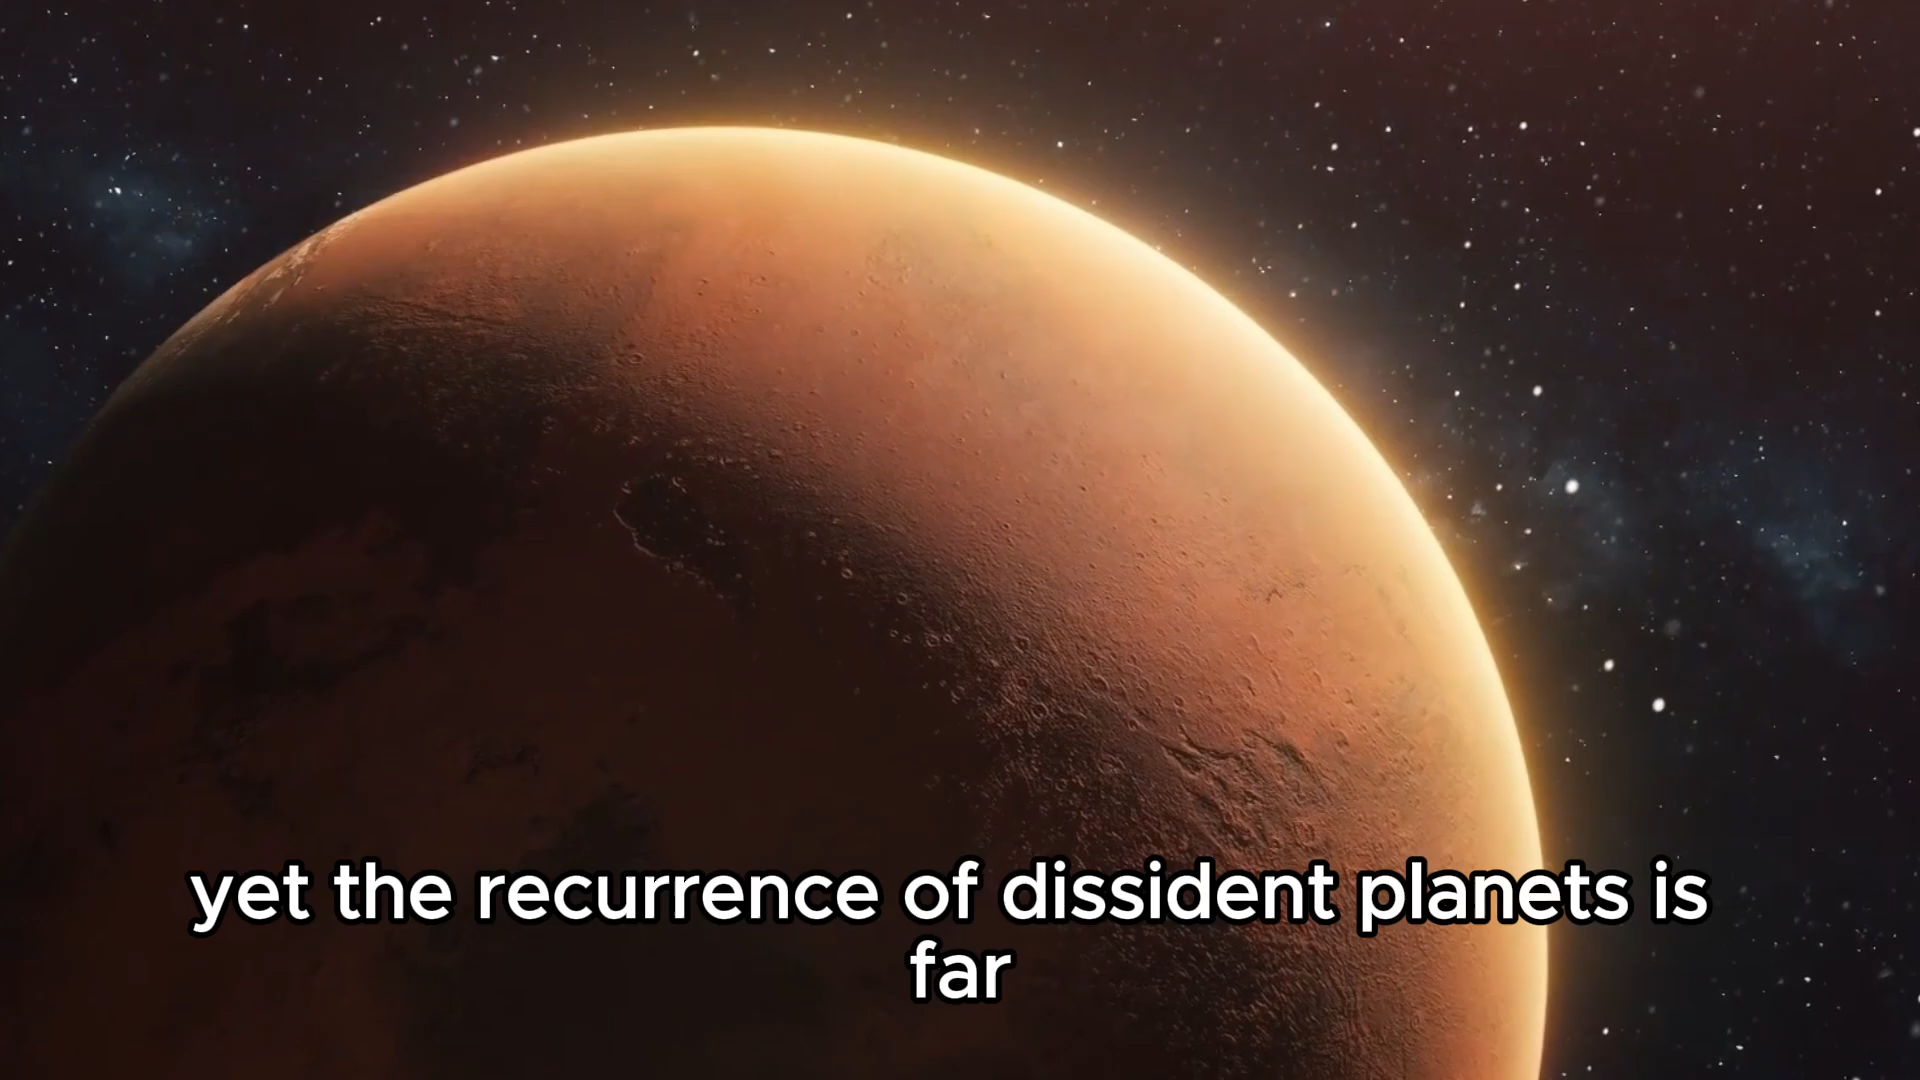 yet the recurrence of dissident planets is
far